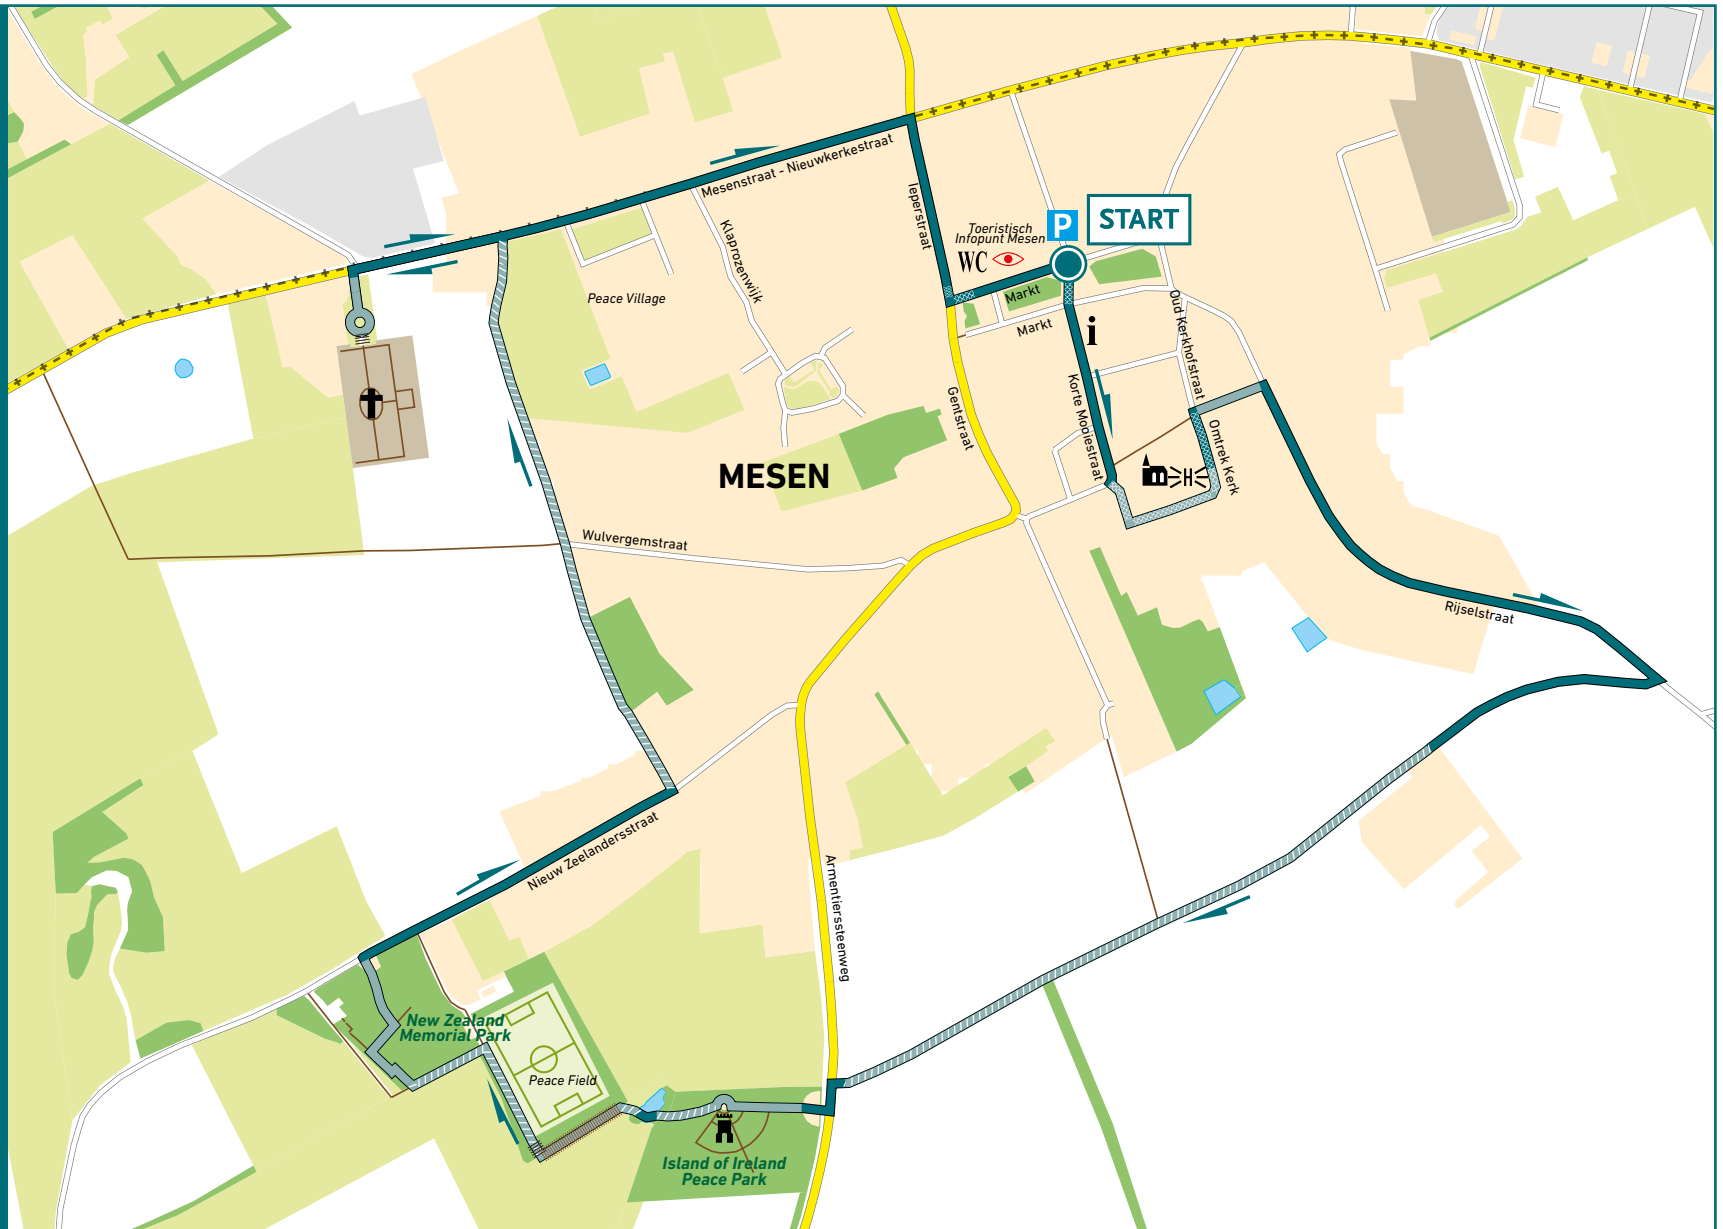 Mesenstraat - Nieuwkerkestraat
Ieperstraat
P
START
Toeristisch
Infopunt Mesen
WC
Markt
Markt
i
Klaprozenwijk
Peace Village
Oud Kerkhofstraat
Korte Mooiestraat
Gentstraat
Omtrek Kerk
H
MESEN
Wulvergemstraat
Rijselstraat
Nieuw Zeelandersstraat
Armentierssteenweg
New Zealand
Memorial Park
Peace Field
Island of Ireland
Peace Park